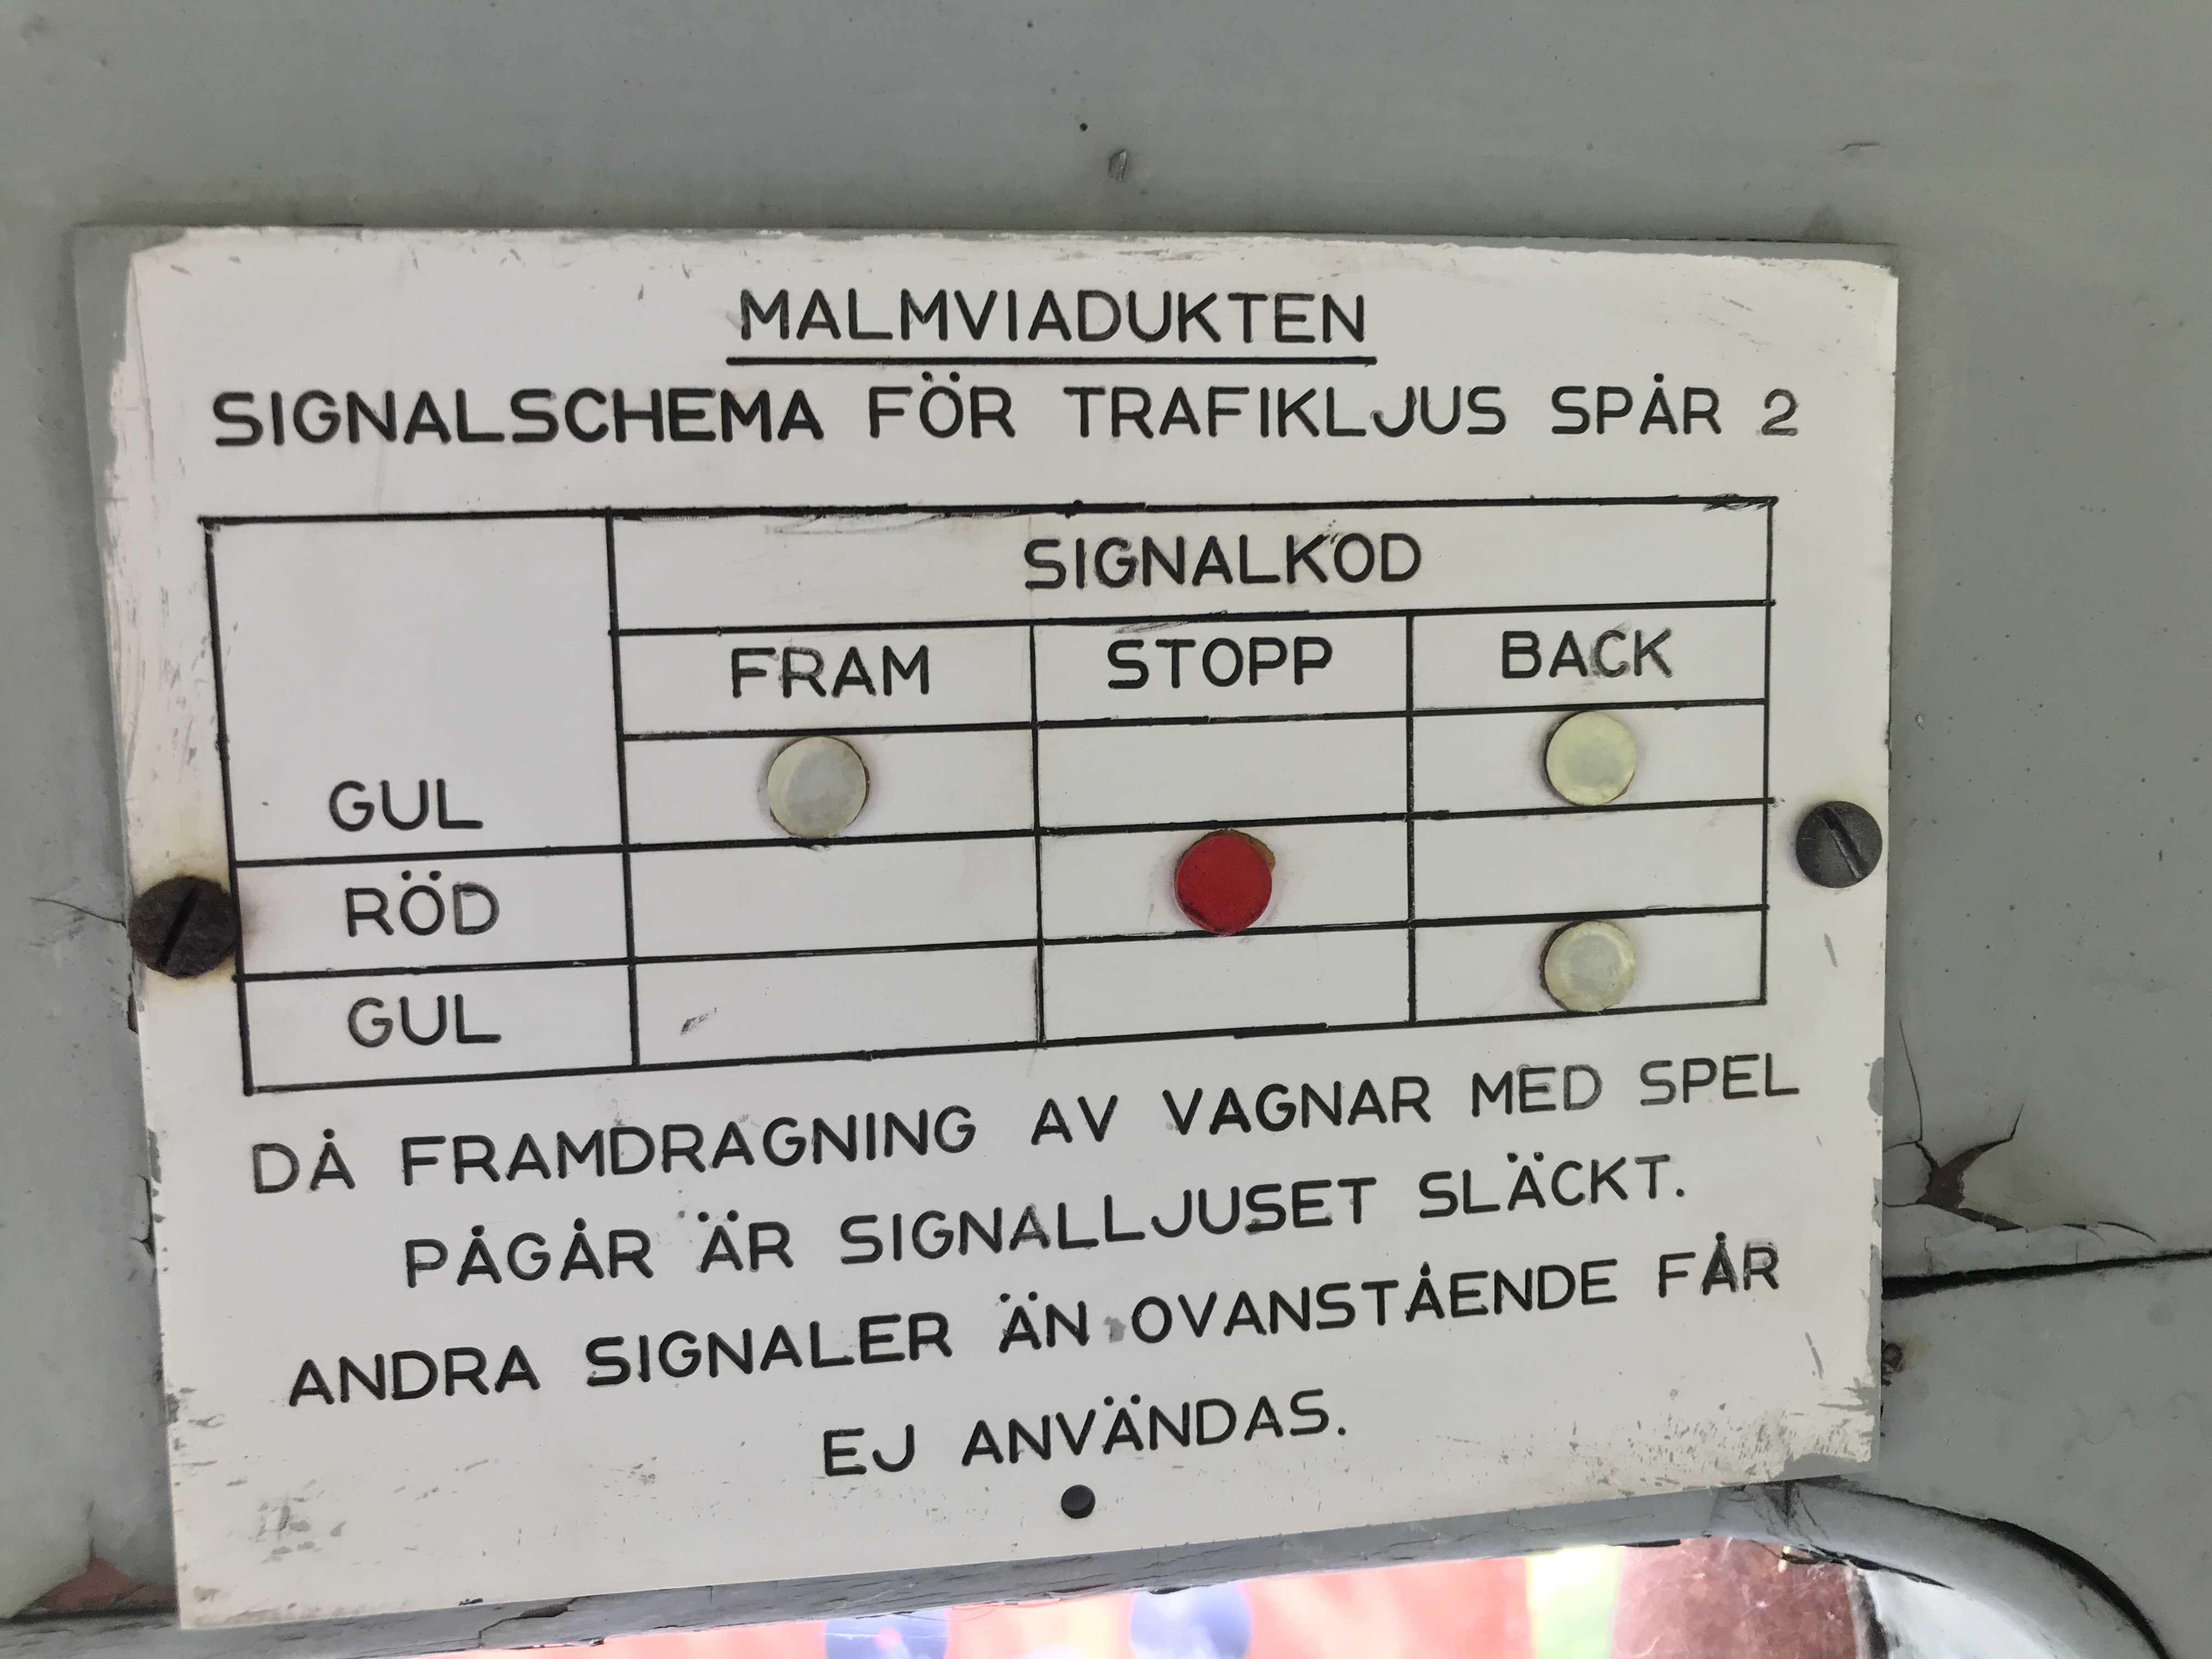 MALMVIADUKTEN
SIGNALSCHEMA FÖR TRAFIKLJUS SPÅR 2
SIGNALKOD
FRAM STOPP BACK
GUL
RÖD
GUL
DÅ FRAMDRAGNING AV VAGNAR MED SPEL
PÅGÅR ÄR SIGNALLJUSET SLÄCKT.
ANDRA SIGNALER ÄN OVANSTÅENDE FÅR
EJ ANVÄNDAS.